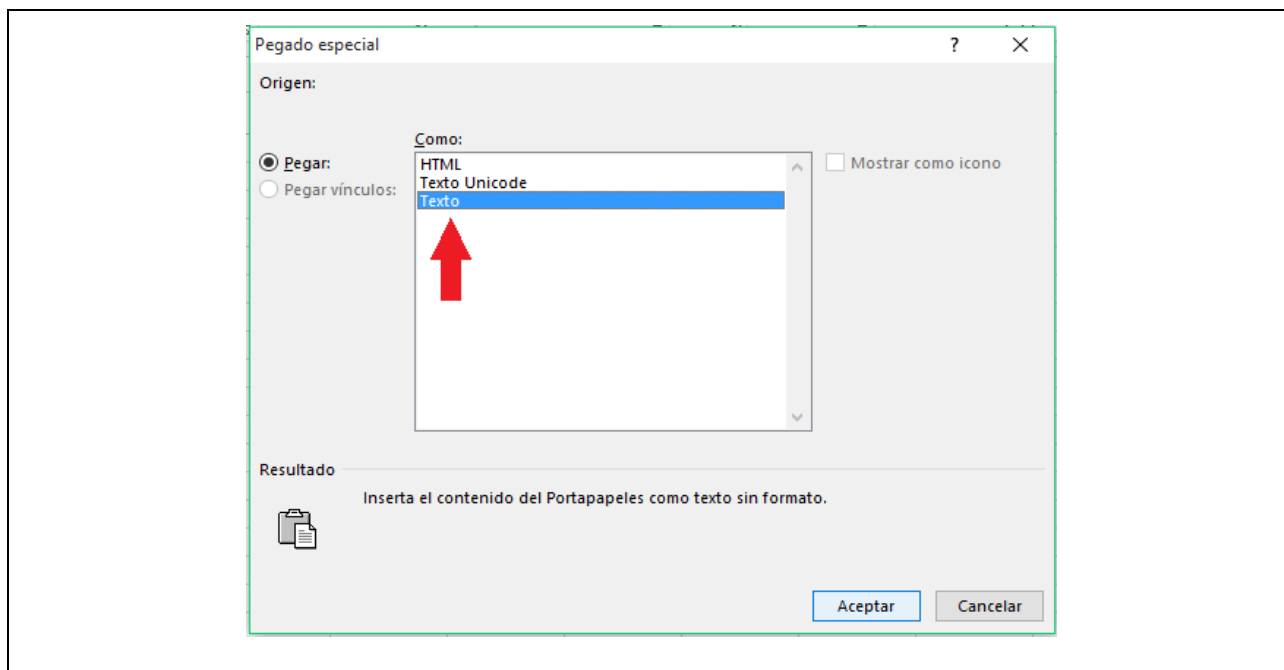 Pegado especial ?
Origen:
Como:
Pegar:
Pegar vínculos:
HTML
Texto Unicode
Texto
Mostrar como icono
Resultado
Inserta el contenido del Portapapeles como texto sin formato.
Aceptar
Cancelar